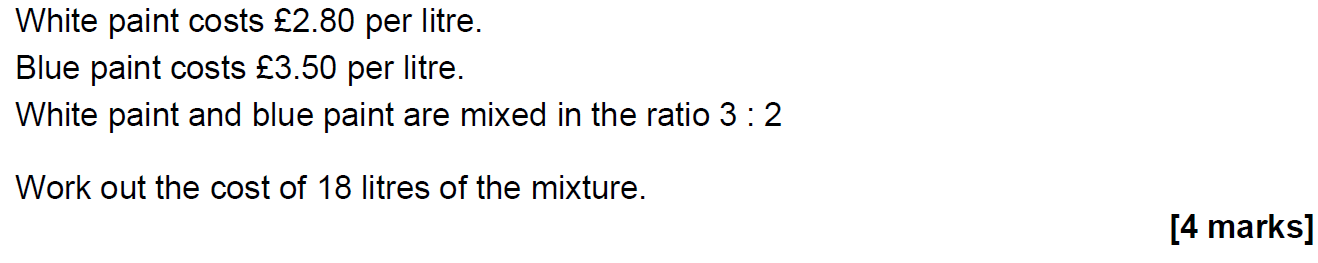 White paint costs £2.80 per litre.
Blue paint costs £3.50 per litre.
White paint and blue paint are mixed in the ratio 3 : 2
Work out the cost of 18 litres of the mixture.
[4 marks]